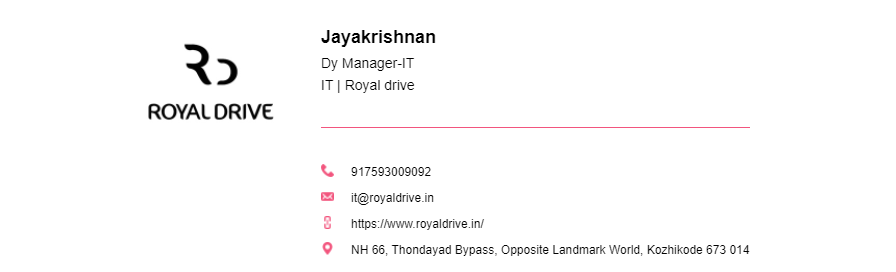 RD
ROYAL DRIVE
Jayakrishnan
Dy Manager-IT
IT | Royal drive
917593009092
it@royaldrive.in
https://www.royaldrive.in/
NH 66, Thondayad Bypass, Opposite Landmark World, Kozhikode 673 014